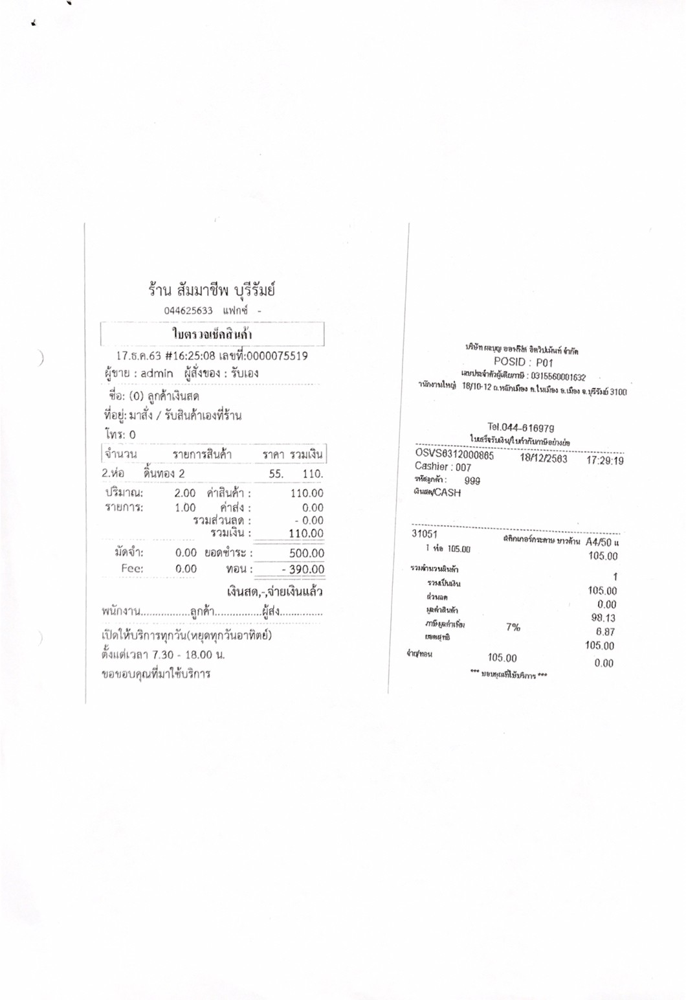 ร้าน สัมมาชีพ บุรีรัมย์
044625633 แฟกซ์ -
ใบตรวจเช็คสินค้า
17.ธ.ค.63 #16:25:08 เลขที่:0000075519
ผู้ขาย : admin ผู้สั่งของ : รับเอง
ชื่อ: (0) ลูกค้าเงินสด
ที่อยู่: มาสั่ง / รับสินค้าเองที่ร้าน
โทร: 0
จำนวน รายการสินค้า ราคา รวมเงิน
2.ห่อ ดิ้นทอง 2 55. 110.
ปริมาณ: 2.00 ค่าสินค้า : 110.00
รายการ: 1.00 ค่าส่ง : 0.00
รวมส่วนลด : - 0.00
รวมเงิน : 110.00
มัดจำ: 0.00 ยอดชำระ : 500.00
Fee: 0.00 ทอน : - 390.00
เงินสด,-,จ่ายเงินแล้ว
พนักงาน................ลูกค้า...............ผู้ส่ง..............
เปิดให้บริการทุกวัน(หยุดทุกวันอาทิตย์)
ตั้งแต่เวลา 7.30 - 18.00 น.
ขอขอบคุณที่มาใช้บริการ
บริษัท ผลบุญ ออฟฟิศ อิควิปเม้นท์ จำกัด
POSID : P01
เลขประจำตัวผู้เสียภาษี : 0315560001632
านักงานใหญ่ 18/10-12 ถ.หลักเมือง ต.ในเมือง อ.เมือง จ.บุรีรัมย์ 3100
Tel.044-616979
ใบเสร็จรับเงิน/ใบกำกับภาษีอย่างย่อ
OSVS6312000865 18/12/2563 17:29:19
Cashier : 007
รหัสลูกค้า : 999
เงินสด/CASH
31051 สติกเกอร์กระดาษ ขาวด้าน A4/50 แ
1 ห่อ 105.00 105.00
รวมจำนวนสินค้า 1
รวมเป็นเงิน 105.00
ส่วนลด 0.00
มูลค่าสินค้า 98.13
ภาษีมูลค่าเพิ่ม 7% 6.87
ยอดสุทธิ 105.00
จ่าย/ทอน 105.00 0.00
*** ขอบคุณที่ใช้บริการ ***